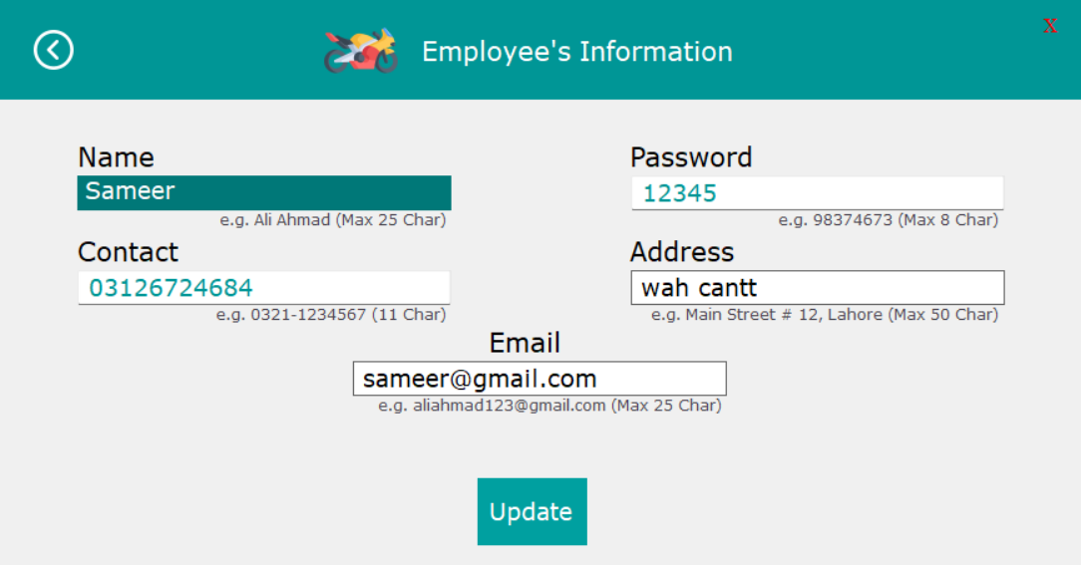 Employee's Information
X
Name
Sameer
e.g. Ali Ahmad (Max 25 Char)
Password
12345
e.g. 98374673 (Max 8 Char)
Contact
03126724684
e.g. 0321-1234567 (11 Char)
Address
wah cantt
e.g. Main Street # 12, Lahore (Max 50 Char)
Email
sameer@gmail.com
e.g. aliahmad123@gmail.com (Max 25 Char)
Update